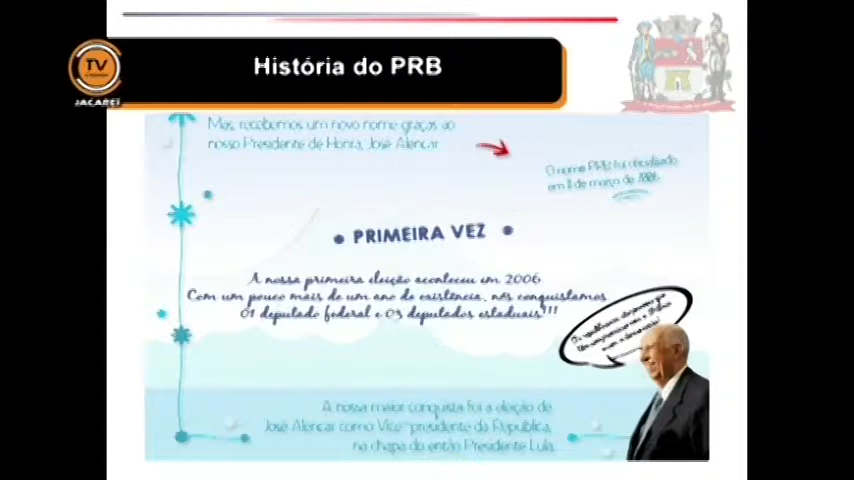 História do PRB
TV
JACAREÍ
Mas, recebemos um novo nome graças ao
nosso Presidente de Honra, José Alencar
O nome PRB foi oficializado
em de março de 2006
PRIMEIRA VEZ
A nossa primeira eleição aconteceu em 2006
Com um pouco mais de um ano de existência, nós conquistamos
01 deputado federal e 03 deputados estaduais!!!
A nossa maior conquista foi a eleição de
José Alencar como Vice-presidente da República,
na chapa do então Presidente Lula